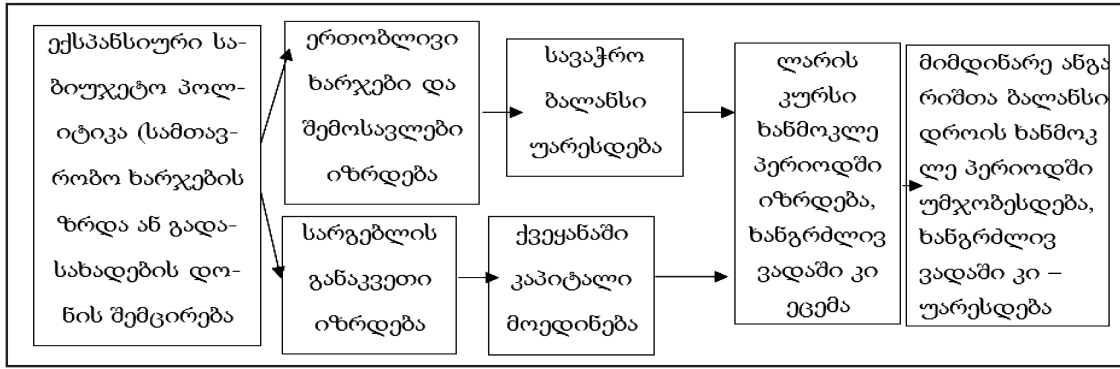 ექსპანსიური სა-
ბიუჯეტო პოლ-
იტიკა (სამთავ-
რობო ხარჯების
ზრდა ან გადა-
სახადების დო-
ნის შემცირება
ერთობლივი
ხარჯები და
შემოსავლები
იზრდება
სარგებლის
განაკვეთი
იზრდება
სავაჭრო
ბალანსი
უარესდება
ქვეყანაში
კაპიტალი
მოედინება
ლარის
კურსი
ხანმოკლე
პერიოდში
იზრდება,
ხანგრძლივ
ვადაში კი
ეცემა
მიმდინარე ანგა
რიშთა ბალანსი
დროის ხანმოკ
ლე პერიოდში
უმჯობესდება,
ხანგრძლივ
ვადაში კი –
უარესდება